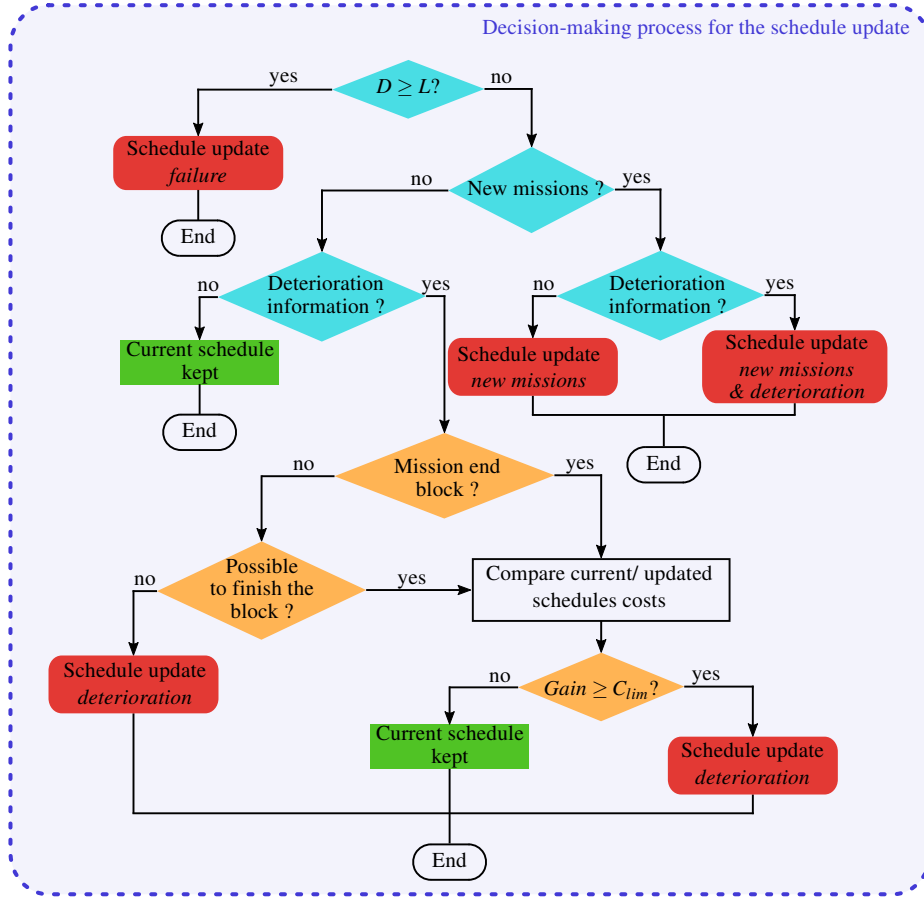 Decision-making process for the schedule update
yes
D ≥ L?
no
Schedule update
failure
End
no
New missions ?
yes
no
Deterioration
information ?
yes
no
Deterioration
information ?
yes
Current schedule
kept
End
Schedule update
new missions
Schedule update
new missions
& deterioration
End
no
Mission end
block ?
yes
no
Possible
to finish the
block ?
yes
Compare current/ updated
schedules costs
Schedule update
deterioration
no
Gain ≥ C_lim?
yes
Current schedule
kept
Schedule update
deterioration
End